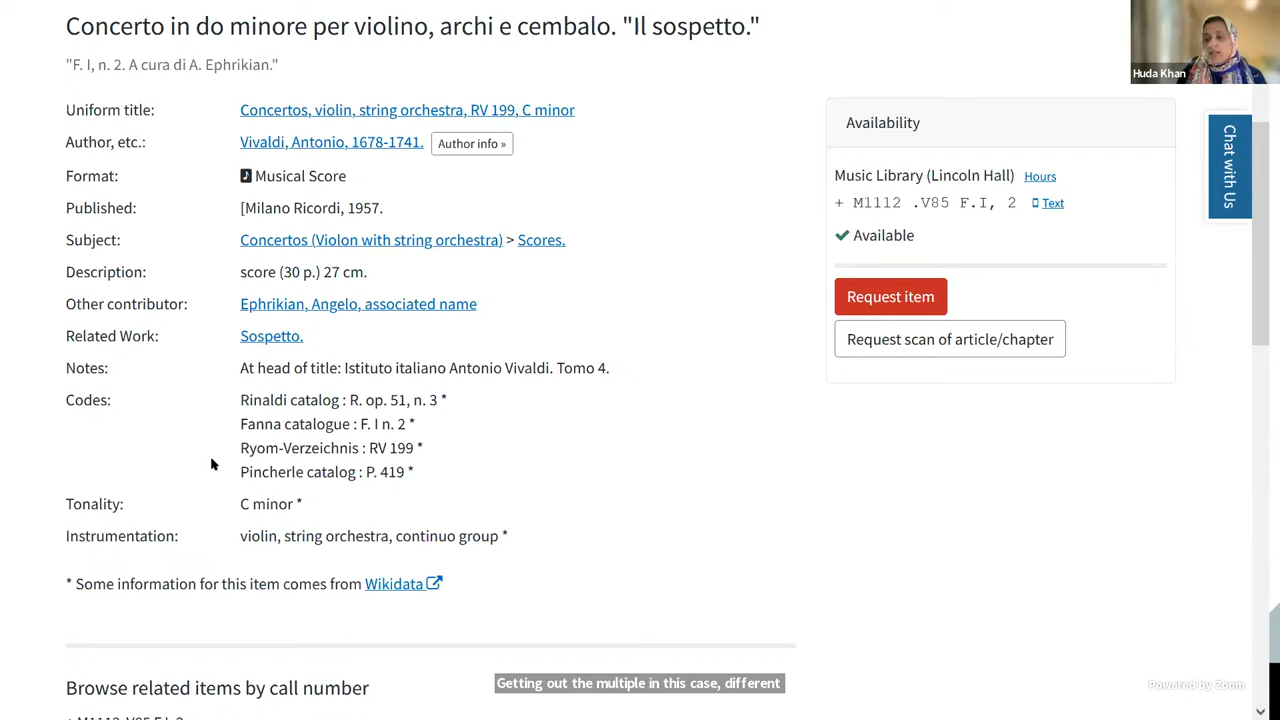 Concerto in do minore per violino, archi e cembalo. "Il sospetto."
"F. I, n. 2. A cura di A. Ephrikian."
Uniform title: Concertos, violin, string orchestra, RV 199, C minor
Author, etc.: Vivaldi, Antonio, 1678-1741. Author info »
Format: Musical Score
Published: [Milano Ricordi, 1957.
Subject: Concertos (Violon with string orchestra) > Scores.
Description: score (30 p.) 27 cm.
Other contributor: Ephrikian, Angelo, associated name
Related Work: Sospetto.
Notes: At head of title: Istituto italiano Antonio Vivaldi. Tomo 4.
Codes: Rinaldi catalog : R. op. 51, n. 3 *
Fanna catalogue : F. I n. 2 *
Ryom-Verzeichnis : RV 199 *
Pincherle catalog : P. 419 *
Tonality: C minor *
Instrumentation: violin, string orchestra, continuo group *
* Some information for this item comes from Wikidata
Browse related items by call number
Availability
Music Library (Lincoln Hall) Hours
+ M1112 .V85 F.I, 2 Text
Available
Request item
Request scan of article/chapter
Huda Khan
Chat with Us
Getting out the multiple in this case, different
Powered by Zoom